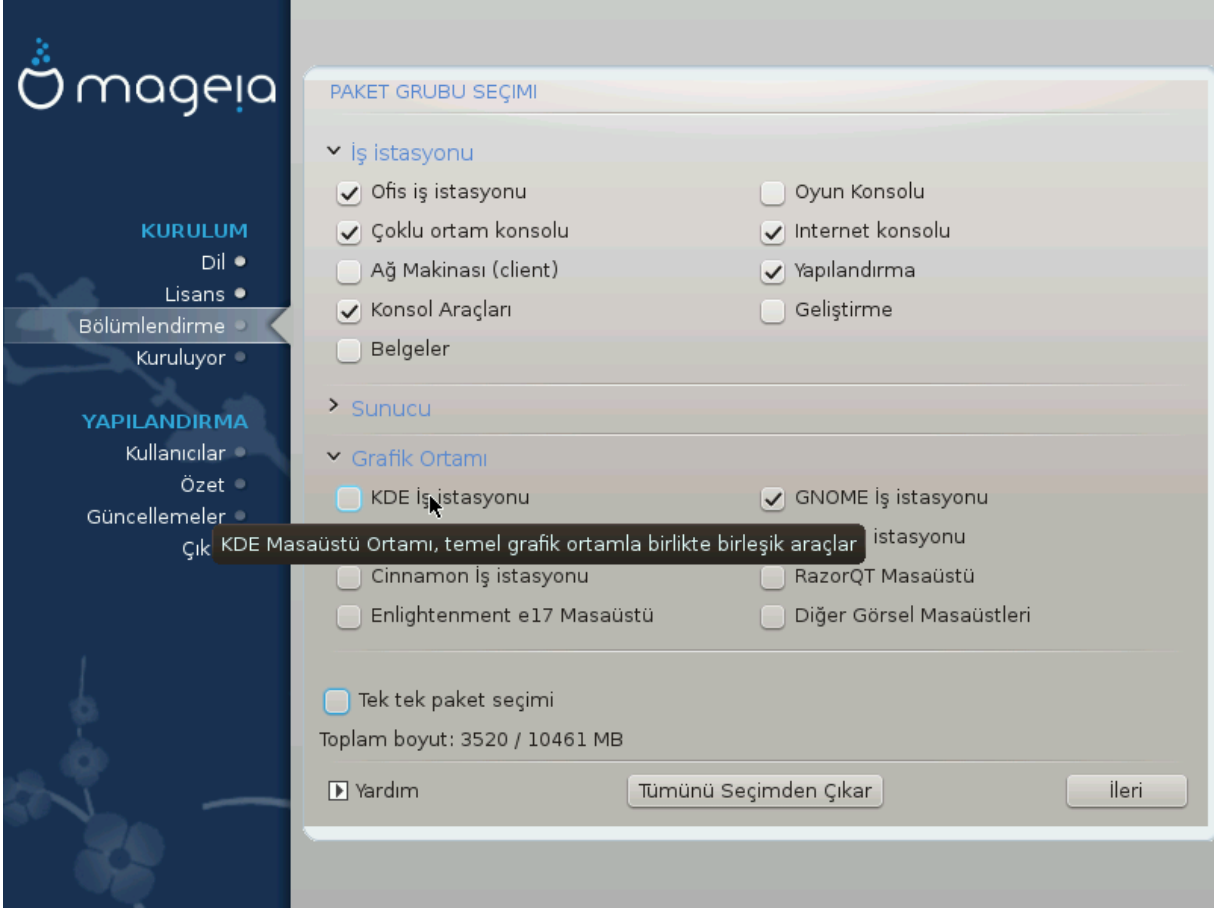 mageia
PAKET GRUBU SEÇIMI
İş istasyonu
Ofis iş istasyonu
Oyun Konsolu
Çoklu ortam konsolu
Internet konsolu
Ağ Makinası (client)
Yapılandırma
Konsol Araçları
Geliştirme
Belgeler
Sunucu
Grafik Ortamı
KDE İş istasyonu
GNOME İş istasyonu
KDE Masaüstü Ortamı, temel grafik ortamla birlikte birleşik araçlar
istasyonu
Cinnamon İş istasyonu
RazorQT Masaüstü
Enlightenment e17 Masaüstü
Diğer Görsel Masaüstleri
Tek tek paket seçimi
Toplam boyut: 3520 / 10461 MB
Yardım
Tümünü Seçimden Çıkar
İleri
KURULUM
Dil
Lisans
Bölümlendirme
Kuruluyor
YAPILANDIRMA
Kullanıcılar
Özet
Güncellemeler
Çık